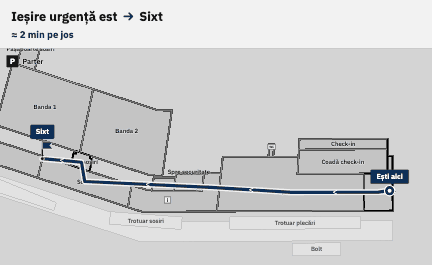 Ieșire urgență est → Sixt
≈ 2 min pe jos
P Parter
Banda 1
Banda 2
Sixt
Check-in
Coadă check-in
Spre securitate
Ești aici
Trotuar sosiri
Trotuar plecări
Bolt